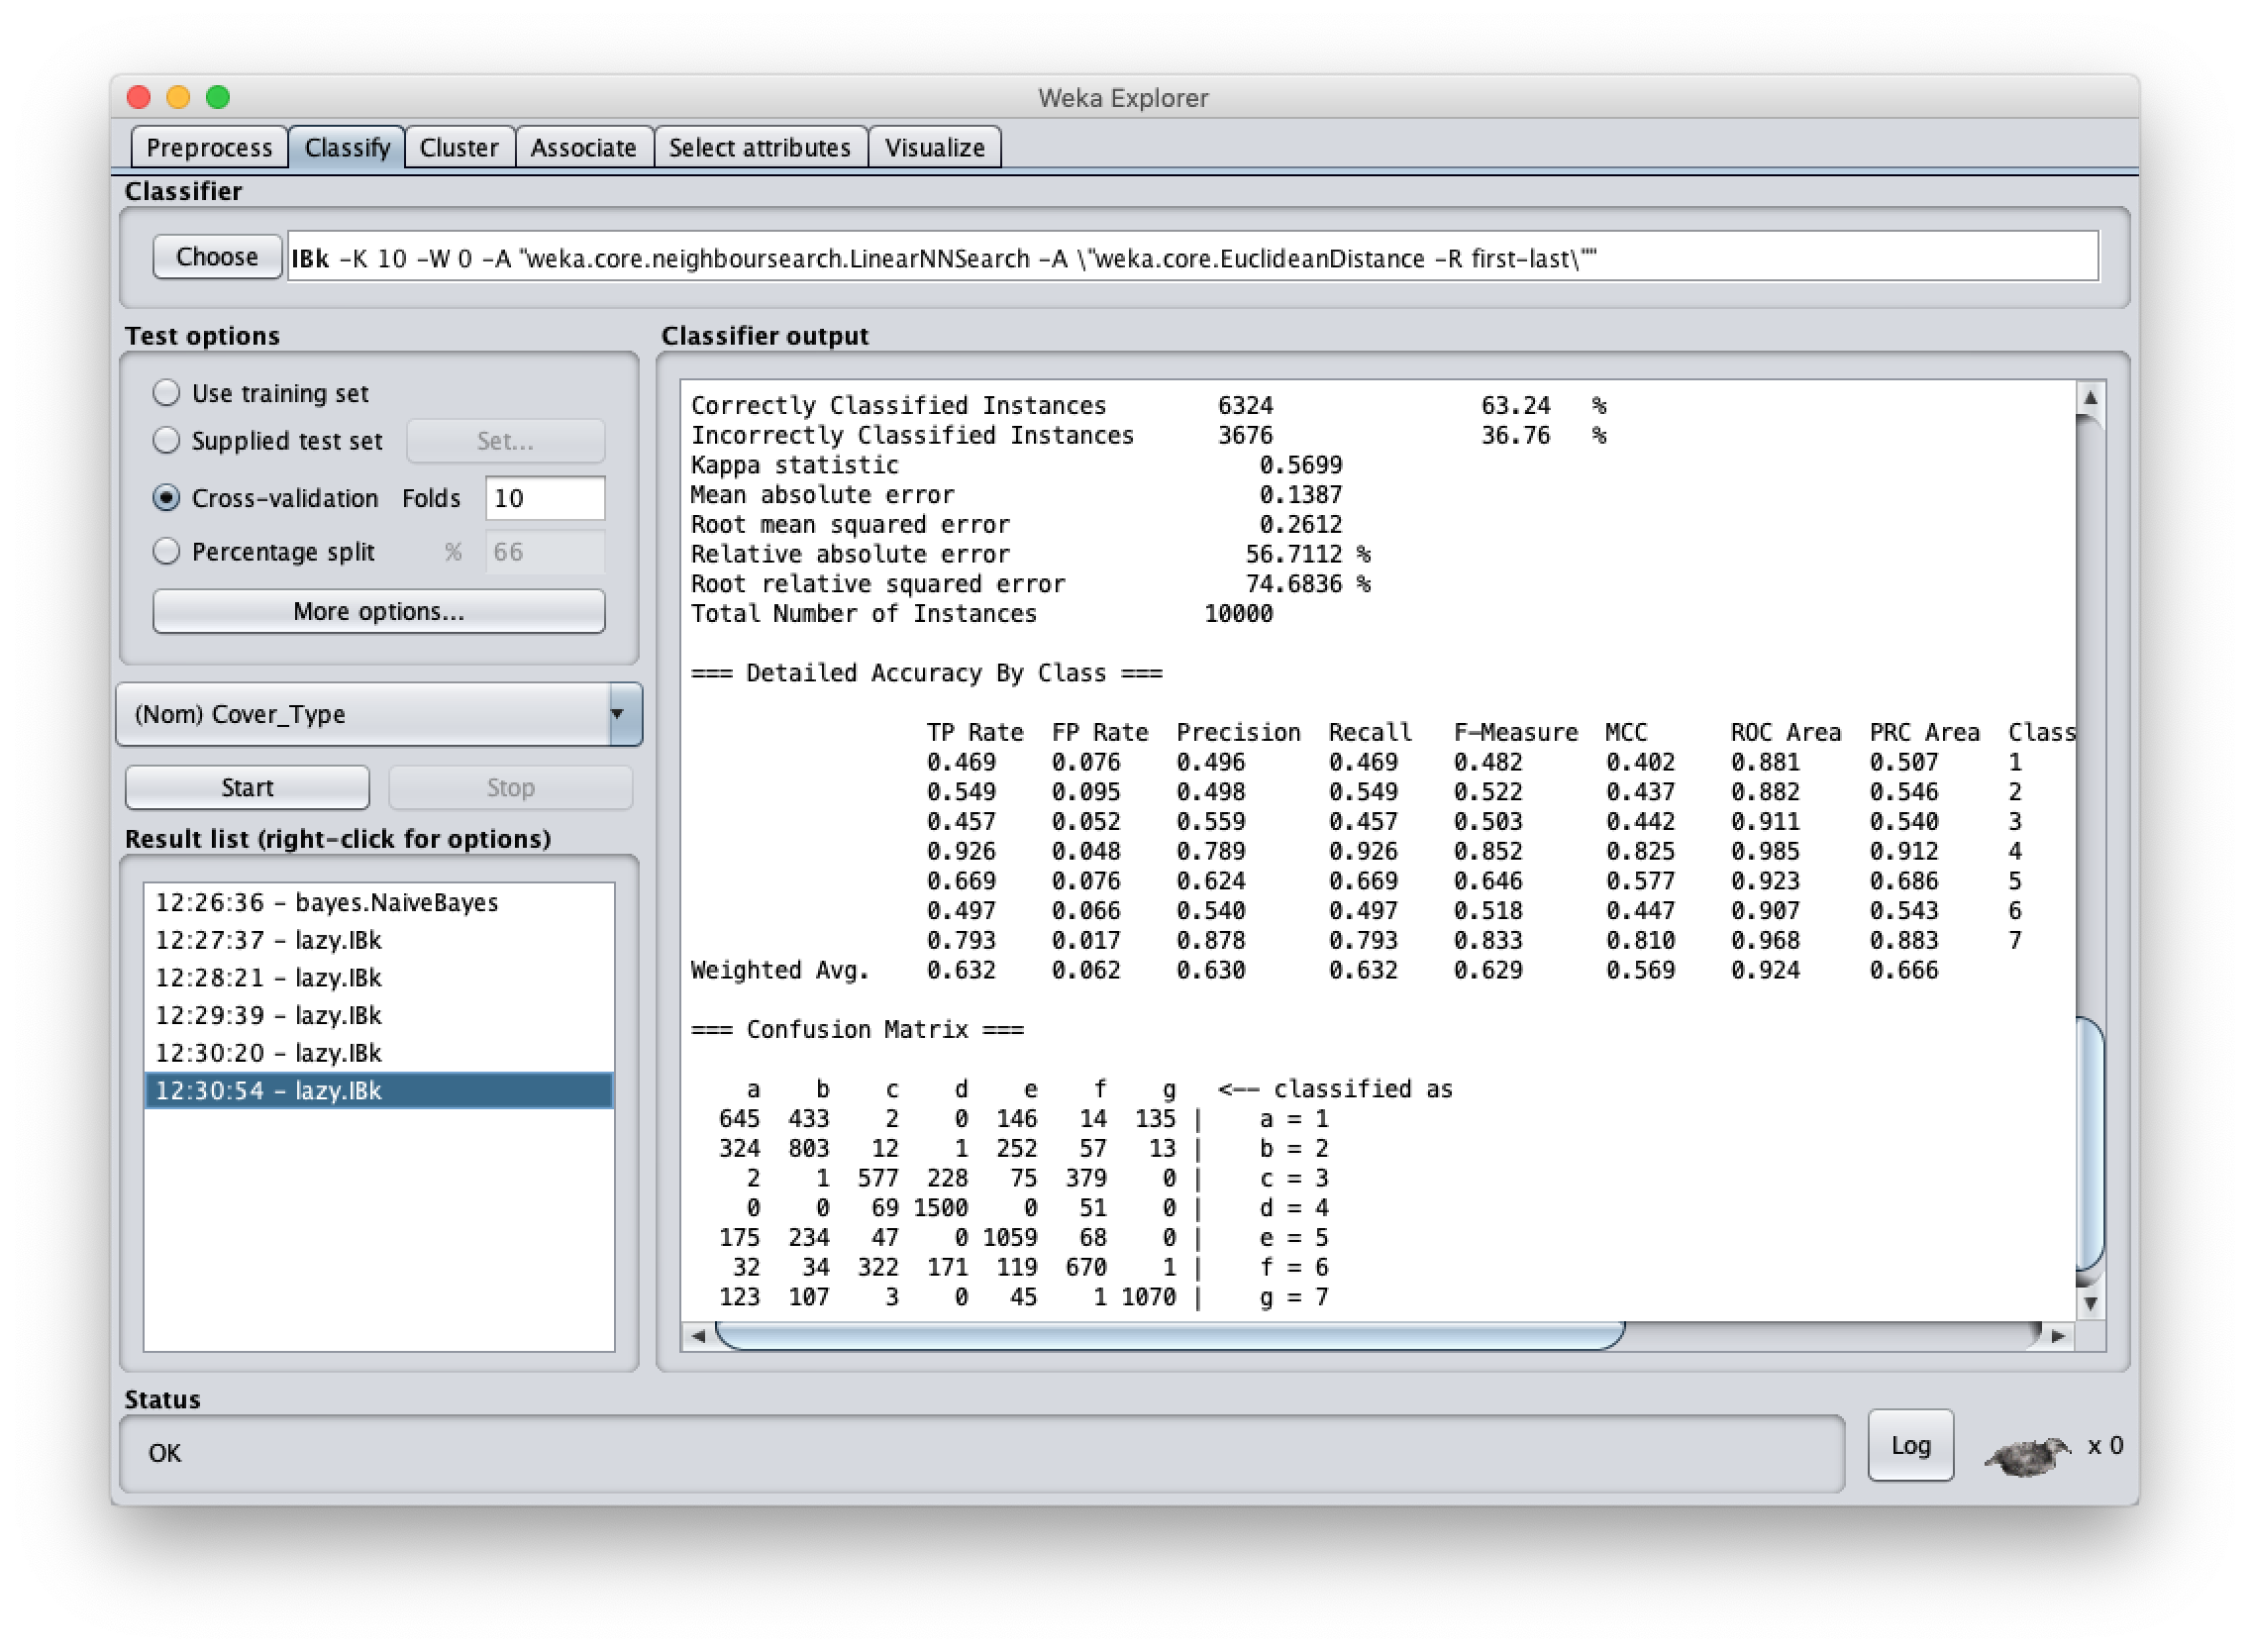 Weka Explorer
Preprocess Classify Cluster Associate Select attributes Visualize
Classifier
Choose IBk -K 10 -W 0 -A "weka.core.neighboursearch.LinearNNSearch -A \"weka.core.EuclideanDistance -R first-last\""
Test options
Use training set
Supplied test set Set...
Cross-validation Folds 10
Percentage split % 66
More options...
(Nom) Cover_Type
Start Stop
Result list (right-click for options)
12:26:36 - bayes.NaiveBayes
12:27:37 - lazy.IBk
12:28:21 - lazy.IBk
12:29:39 - lazy.IBk
12:30:20 - lazy.IBk
12:30:54 - lazy.IBk
Classifier output
Correctly Classified Instances 6324 63.24 %
Incorrectly Classified Instances 3676 36.76 %
Kappa statistic 0.5699
Mean absolute error 0.1387
Root mean squared error 0.2612
Relative absolute error 56.7112 %
Root relative squared error 74.6836 %
Total Number of Instances 10000
=== Detailed Accuracy By Class ===
TP Rate FP Rate Precision Recall F-Measure MCC ROC Area PRC Area Class
0.469 0.076 0.496 0.469 0.482 0.402 0.881 0.507 1
0.549 0.095 0.498 0.549 0.522 0.437 0.882 0.546 2
0.457 0.052 0.559 0.457 0.503 0.442 0.911 0.540 3
0.926 0.048 0.789 0.926 0.852 0.825 0.985 0.912 4
0.669 0.076 0.624 0.669 0.646 0.577 0.923 0.686 5
0.497 0.066 0.540 0.497 0.518 0.447 0.907 0.543 6
0.793 0.017 0.878 0.793 0.833 0.810 0.968 0.883 7
Weighted Avg. 0.632 0.062 0.630 0.632 0.629 0.569 0.924 0.666
=== Confusion Matrix ===
a b c d e f g <-- classified as
645 433 2 0 146 14 135 | a = 1
324 803 12 1 252 57 13 | b = 2
2 1 577 228 75 379 0 | c = 3
0 0 69 1500 0 51 0 | d = 4
175 234 47 0 1059 68 0 | e = 5
32 34 322 171 119 670 1 | f = 6
123 107 3 0 45 1 1070 | g = 7
Status
OK
Log x 0